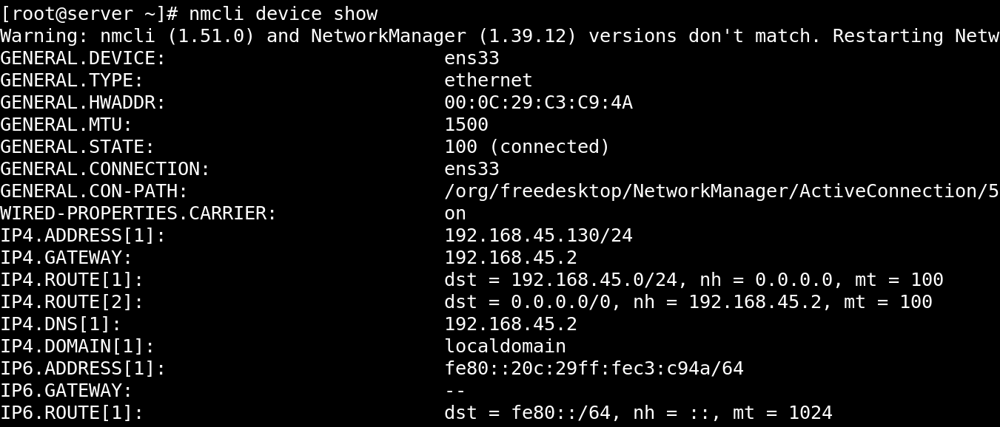 [root@server ~]# nmcli device show
Warning: nmcli (1.51.0) and NetworkManager (1.39.12) versions don't match. Restarting Netw
GENERAL.DEVICE:                         ens33
GENERAL.TYPE:                           ethernet
GENERAL.HWADDR:                         00:0C:29:C3:C9:4A
GENERAL.MTU:                            1500
GENERAL.STATE:                          100 (connected)
GENERAL.CONNECTION:                     ens33
GENERAL.CON-PATH:                       /org/freedesktop/NetworkManager/ActiveConnection/5
WIRED-PROPERTIES.CARRIER:               on
IP4.ADDRESS[1]:                         192.168.45.130/24
IP4.GATEWAY:                            192.168.45.2
IP4.ROUTE[1]:                           dst = 192.168.45.0/24, nh = 0.0.0.0, mt = 100
IP4.ROUTE[2]:                           dst = 0.0.0.0/0, nh = 192.168.45.2, mt = 100
IP4.DNS[1]:                             192.168.45.2
IP4.DOMAIN[1]:                          localdomain
IP6.ADDRESS[1]:                         fe80::20c:29ff:fec3:c94a/64
IP6.GATEWAY:                            --
IP6.ROUTE[1]:                           dst = fe80::/64, nh = ::, mt = 1024